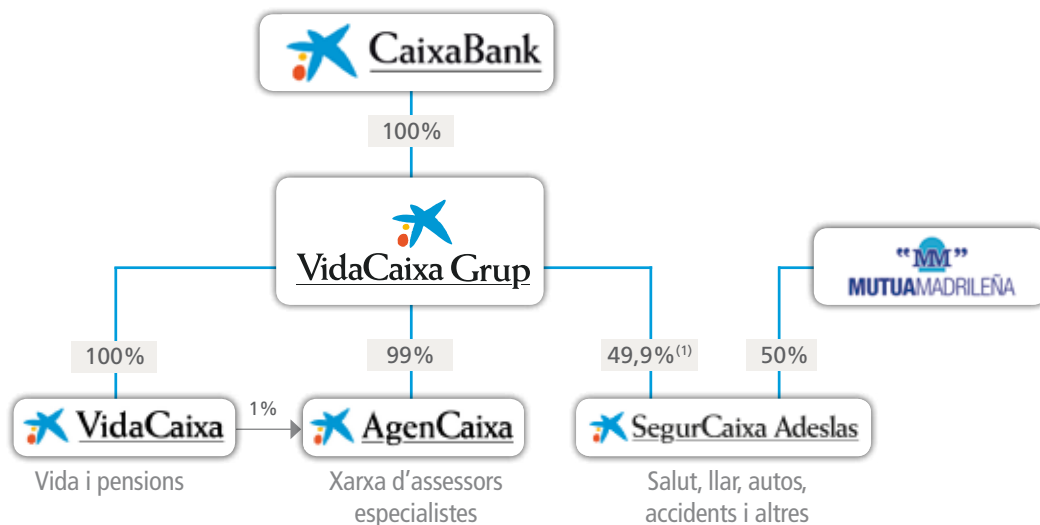 CaixaBank
100%
VidaCaixa Grup
"MM"
MUTUAMADRILEÑA
100%
99%
49,9%(1)
50%
VidaCaixa
1%
AgenCaixa
SegurCaixa Adeslas
Vida i pensions
Xarxa d'assessors
especialistes
Salut, llar, autos,
accidents i altres